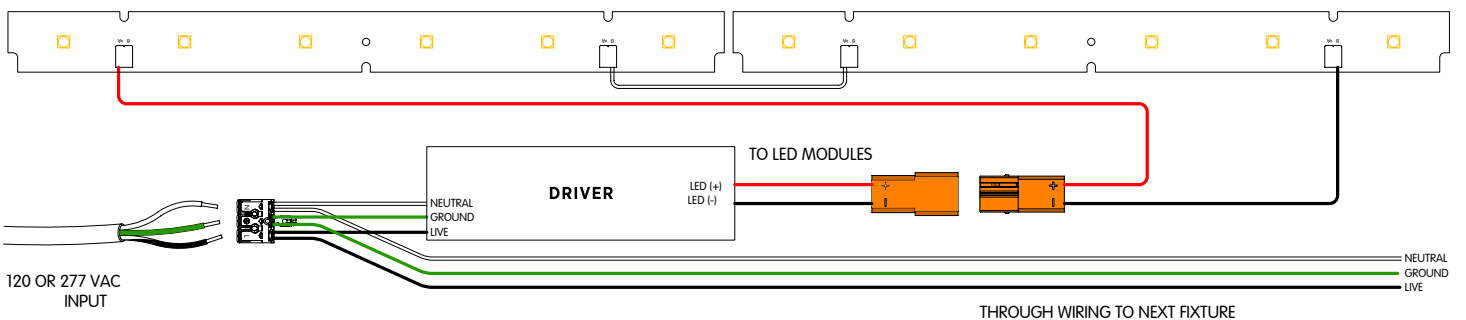 V+ G
V+ G
V+ G
V+ G
TO LED MODULES
DRIVER
LED (+)
LED (-)
+
+
NEUTRAL
GROUND
LIVE
N
L
120 OR 277 VAC
INPUT
NEUTRAL
GROUND
LIVE
THROUGH WIRING TO NEXT FIXTURE